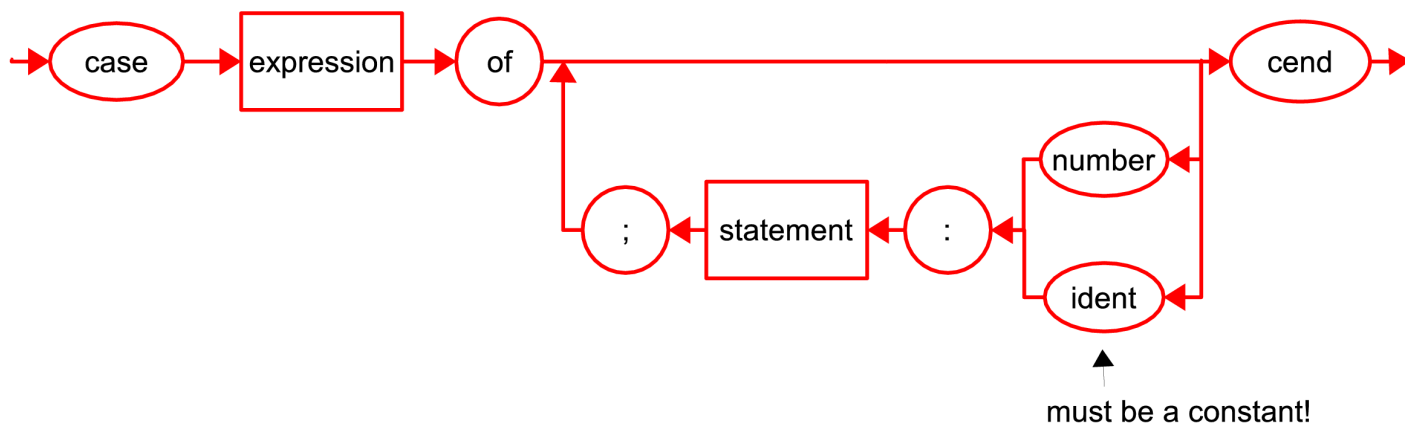 case expression of cend
number
; statement :
ident
must be a constant!